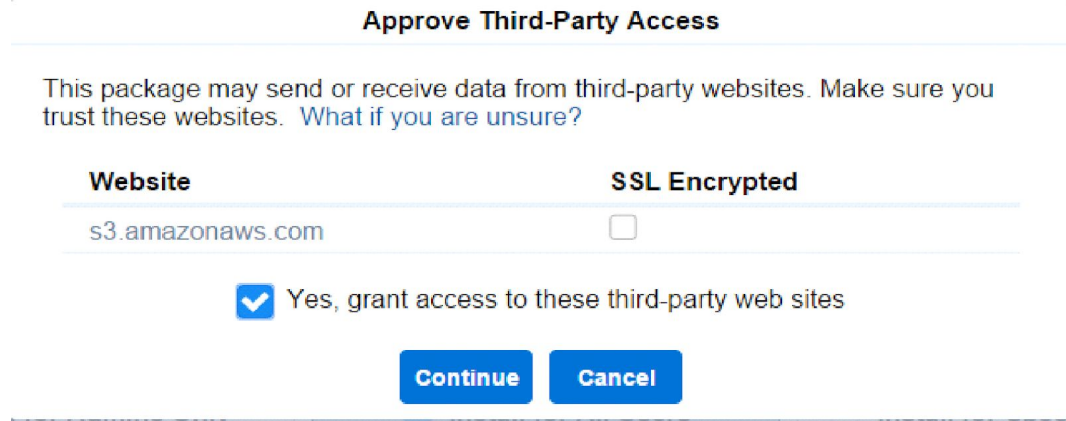 Approve Third-Party Access
This package may send or receive data from third-party websites. Make sure you
trust these websites. What if you are unsure?
Website SSL Encrypted
s3.amazonaws.com
Yes, grant access to these third-party web sites
Continue Cancel